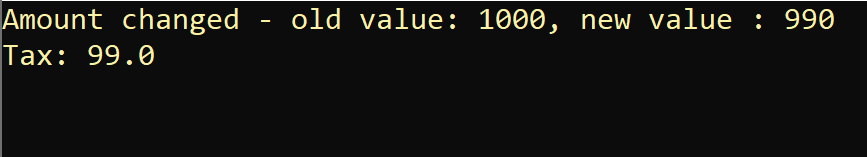 Amount changed - old value: 1000, new value : 990
Tax: 99.0